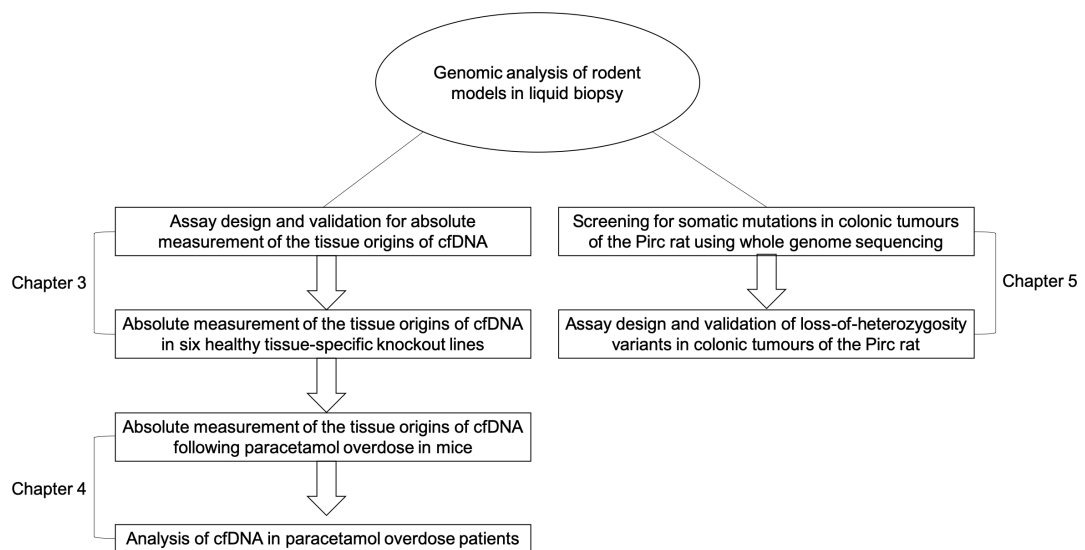 Genomic analysis of rodent
models in liquid biopsy
Assay design and validation for absolute
measurement of the tissue origins of cfDNA
Chapter 3
Absolute measurement of the tissue origins of cfDNA
in six healthy tissue-specific knockout lines
Absolute measurement of the tissue origins of cfDNA
following paracetamol overdose in mice
Chapter 4
Analysis of cfDNA in paracetamol overdose patients
Screening for somatic mutations in colonic tumours
of the Pirc rat using whole genome sequencing
Chapter 5
Assay design and validation of loss-of-heterozygosity
variants in colonic tumours of the Pirc rat